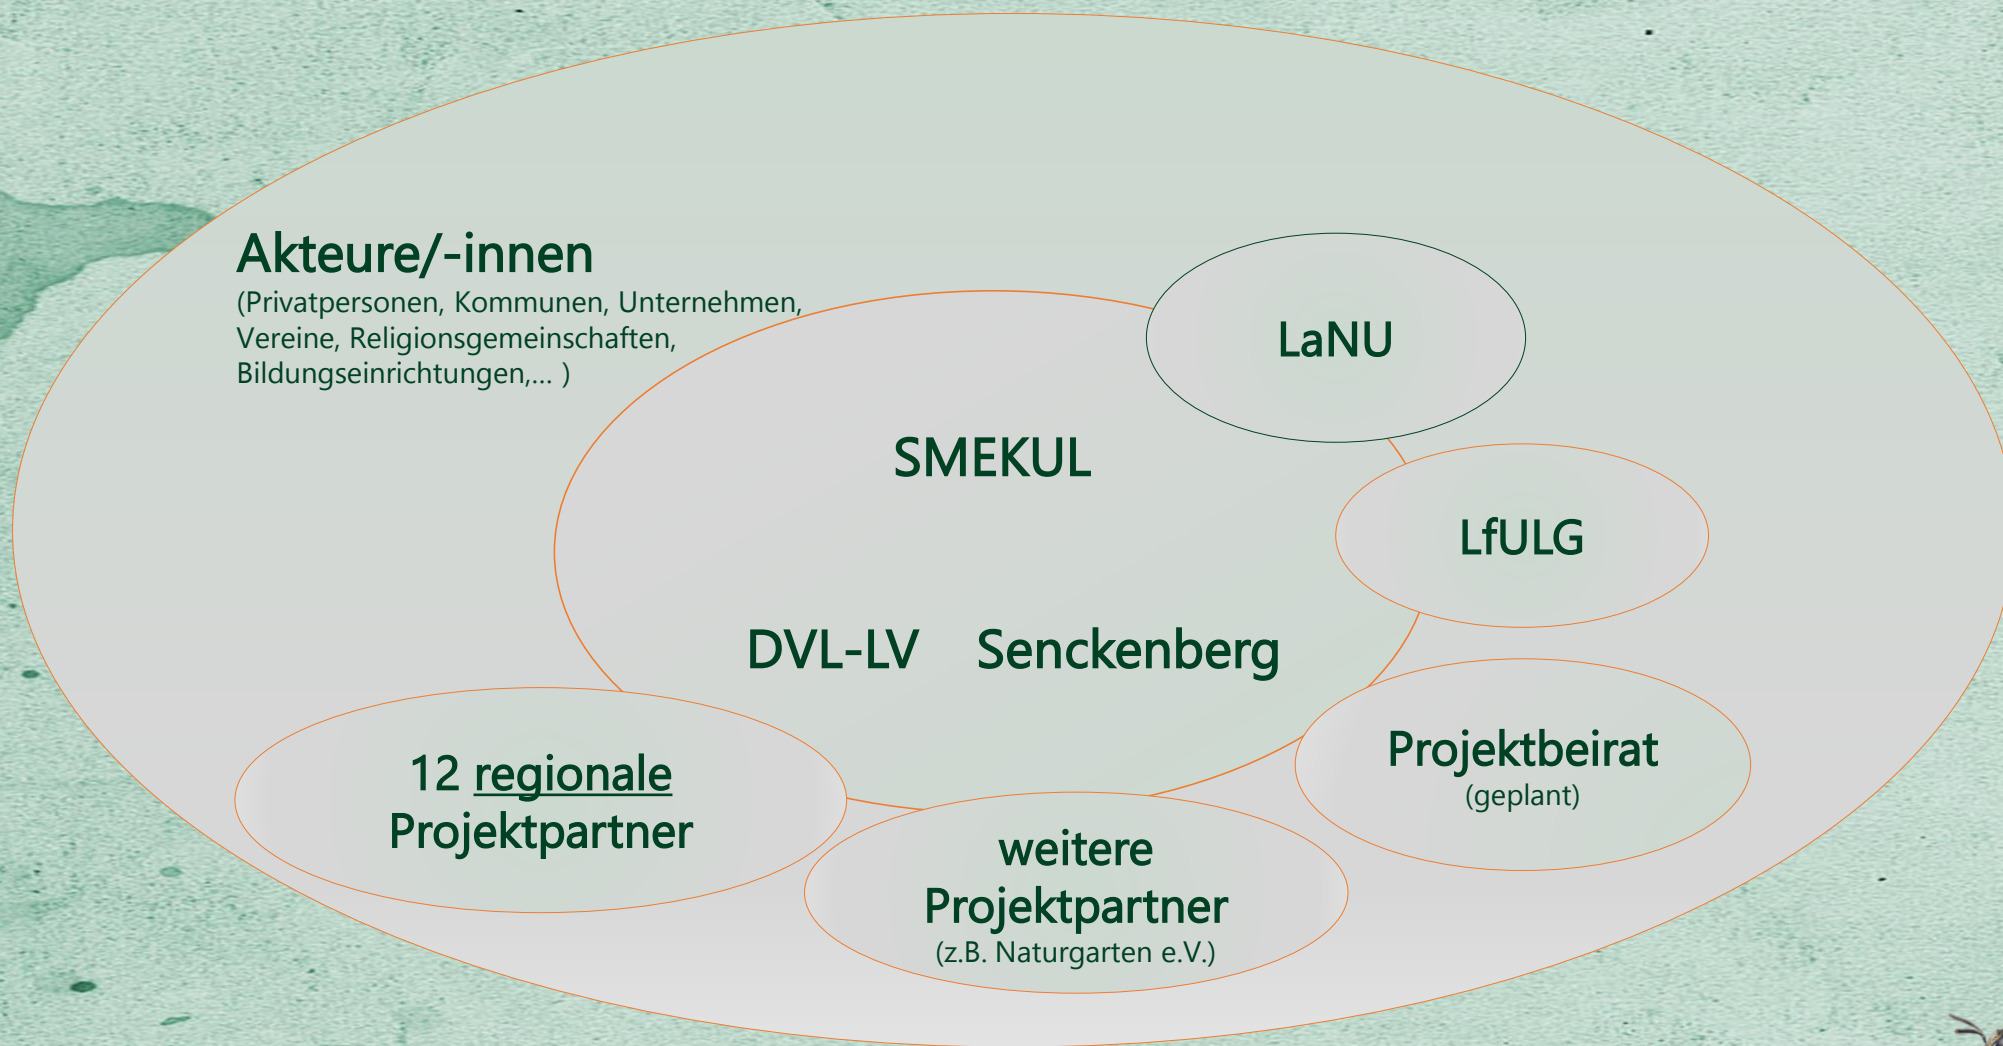 Akteure/-innen
(Privatpersonen, Kommunen, Unternehmen,
Vereine, Religionsgemeinschaften,
Bildungseinrichtungen,... )
LaNU
SMEKUL
LfULG
DVL-LV Senckenberg
Projektbeirat
(geplant)
12 regionale
Projektpartner
weitere
Projektpartner
(z.B. Naturgarten e.V.)